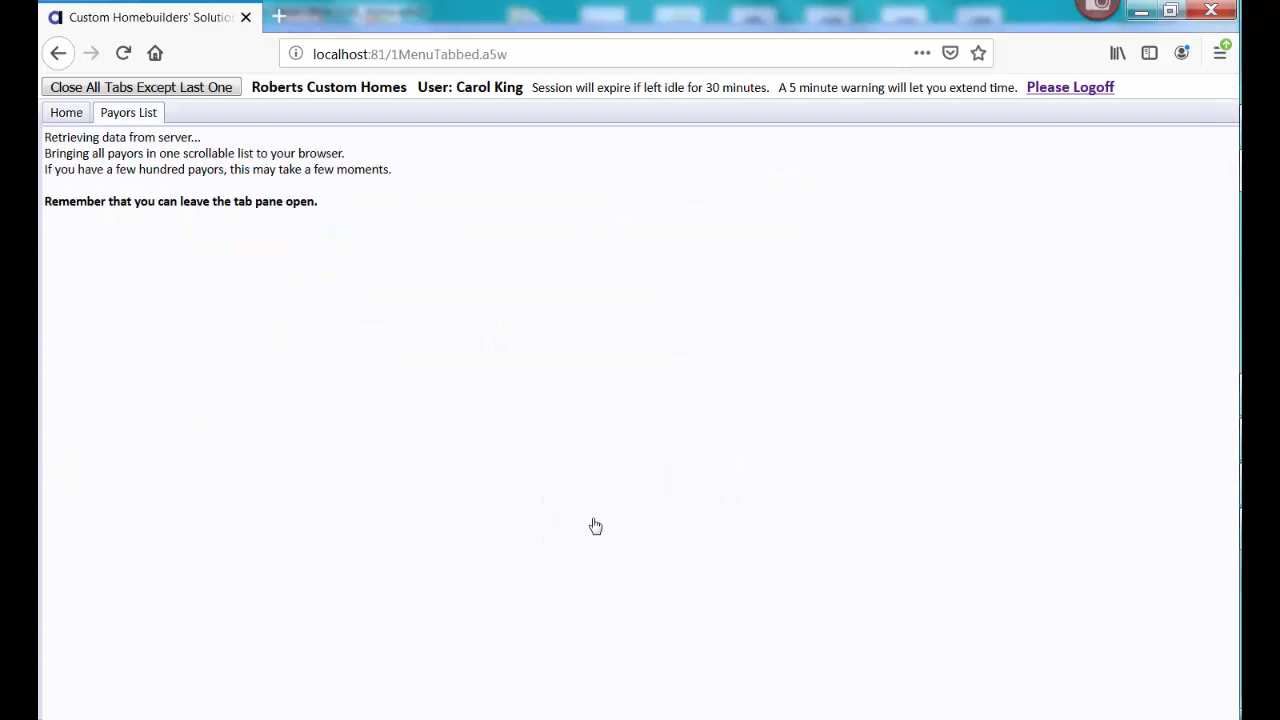 Custom Homebuilders' Solution
localhost:81/1MenuTabbed.a5w
Close All Tabs Except Last One Roberts Custom Homes User: Carol King Session will expire if left idle for 30 minutes. A 5 minute warning will let you extend time. Please Logoff
Home Payors List
Retrieving data from server...
Bringing all payors in one scrollable list to your browser.
If you have a few hundred payors, this may take a few moments.
Remember that you can leave the tab pane open.